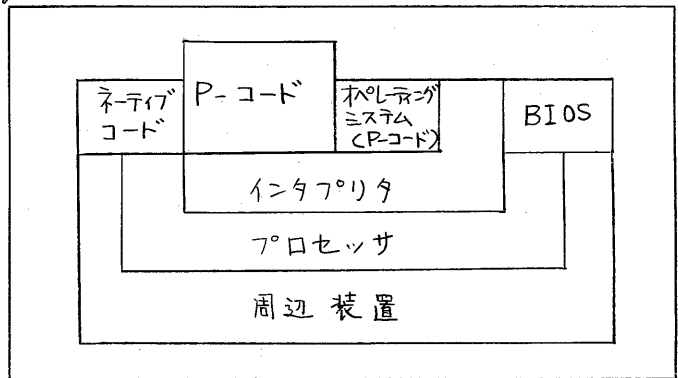 ネーティブ
コード
P-コード
オペレーティング
システム
(P-コード)
BIOS
インタプリタ
プロセッサ
周辺装置